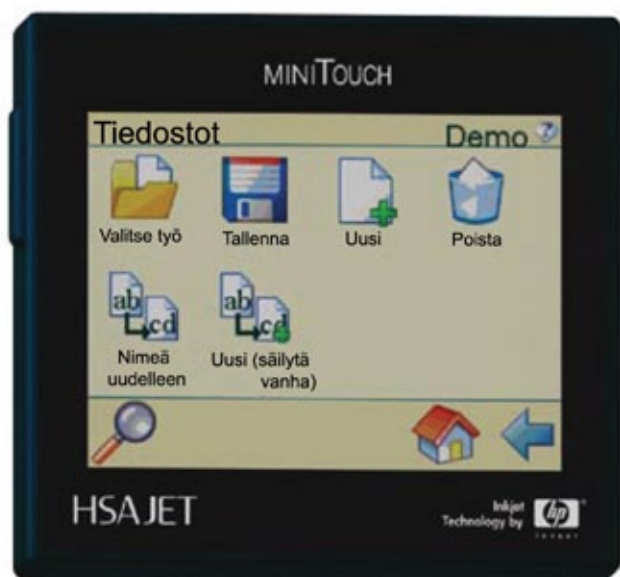 MINITOUCH
Tiedostot Demo
Valitse työ Tallenna Uusi Poista
ab cd ab cd
Nimeä uudelleen
Uusi (säilytä vanha)
HSAJET
Inkjet
Technology by hp
invent